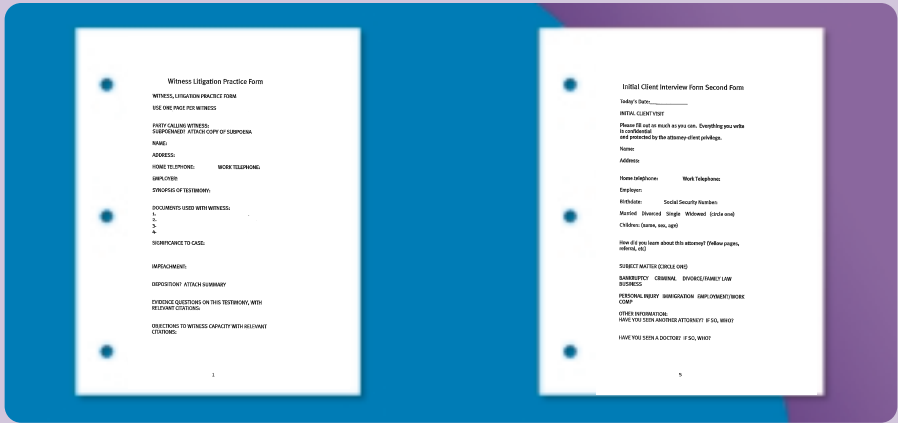 Witness Litigation Practice Form
WITNESS, LITIGATION PRACTICE FORM
USE ONE PAGE PER WITNESS
PARTY CALLING WITNESS:
SUBPOENAED? ATTACH COPY OF SUBPOENA
NAME:
ADDRESS:
HOME TELEPHONE: WORK TELEPHONE:
EMPLOYER:
SYNOPSIS OF TESTIMONY:
DOCUMENTS USED WITH WITNESS:
1.
2.
3.
4.
SIGNIFICANCE TO CASE:
IMPEACHMENT:
DEPOSITION? ATTACH SUMMARY
EVIDENCE QUESTIONS ON THIS TESTIMONY, WITH
RELEVANT CITATIONS:
OBJECTIONS TO WITNESS CAPACITY WITH RELEVANT
CITATIONS:
1
Initial Client Interview Form Second Form
Today's Date:____________
INITIAL CLIENT VISIT
Please fill out as much as you can. Everything you write
is confidential
and protected by the attorney-client privilege.
Name:
Address:
Home telephone: Work Telephone:
Employer:
Birthdate: Social Security Number:
Married Divorced Single Widowed (circle one)
Children: (name, sex, age)
How did you learn about this attorney? (Yellow pages,
referral, etc)
SUBJECT MATTER (CIRCLE ONE)
BANKRUPTCY CRIMINAL DIVORCE/FAMILY LAW
BUSINESS
PERSONAL INJURY IMMIGRATION EMPLOYMENT/WORK
COMP
OTHER INFORMATION:
HAVE YOU SEEN ANOTHER ATTORNEY? IF SO, WHO?
HAVE YOU SEEN A DOCTOR? IF SO, WHO?
5